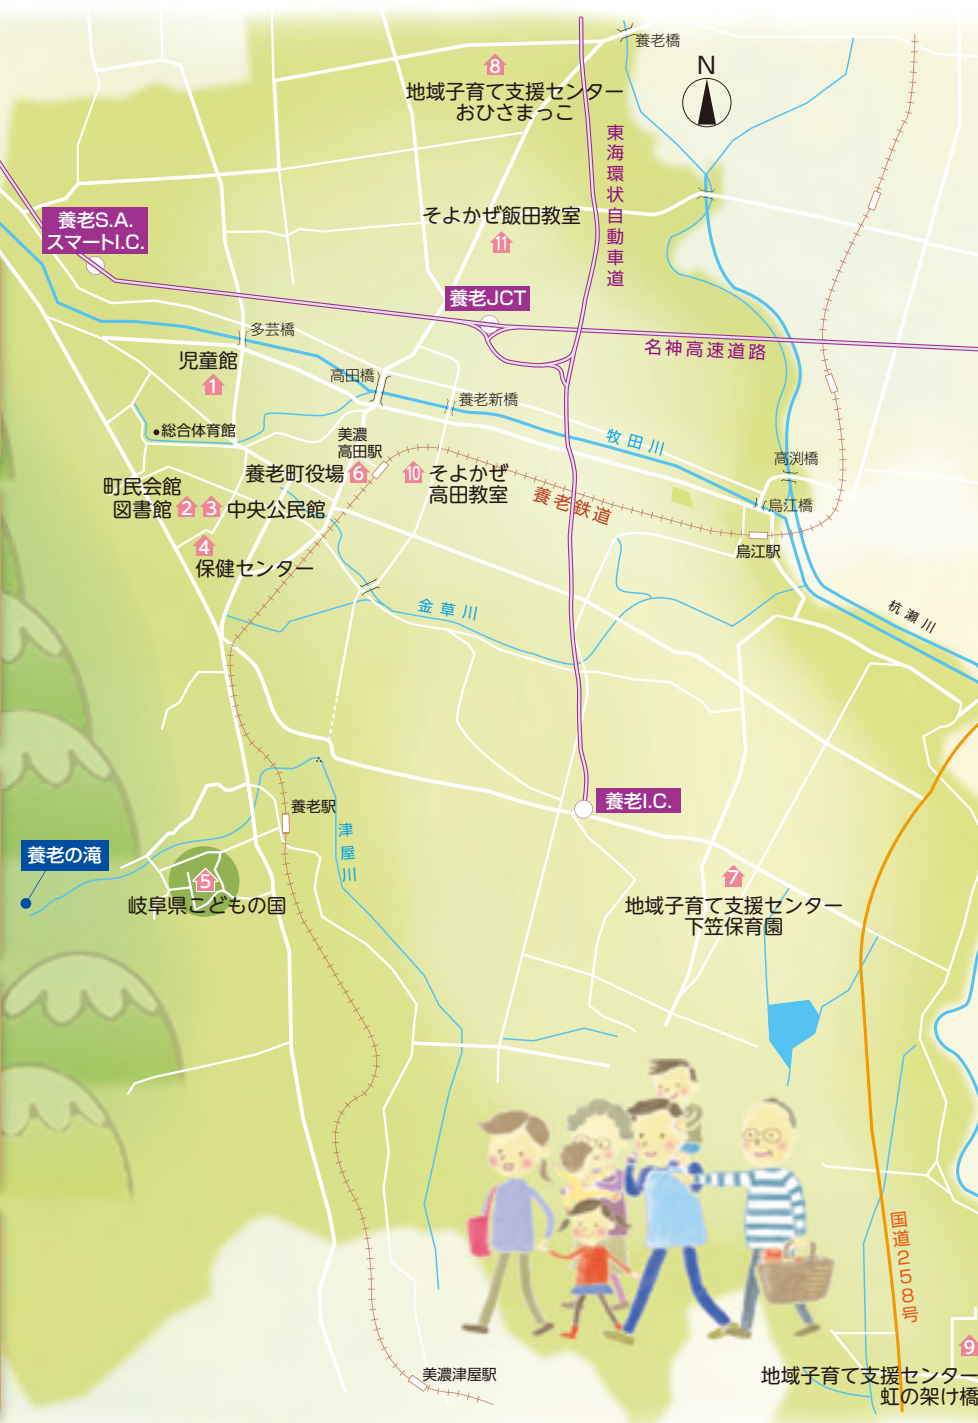 養老橋
N
8
地域子育て支援センター
おひさまっこ
東海環状自動車道
養老S.A.
スマートI.C.
そよかぜ飯田教室
11
養老JCT
多芸橋
名神高速道路
児童館
1
高田橋
養老新橋
総合体育館
美濃
高田駅
牧田川
高渕橋
養老町役場 6
10 そよかぜ
高田教室
町民会館
図書館 2 3 中央公民館
養老鉄道
烏江橋
4
保健センター
烏江駅
金草川
杭瀬川
養老I.C.
養老駅
津屋川
養老の滝
5
岐阜県こどもの国
7
地域子育て支援センター
下笠保育園
国道258号
9
地域子育て支援センター
虹の架け橋
美濃津屋駅